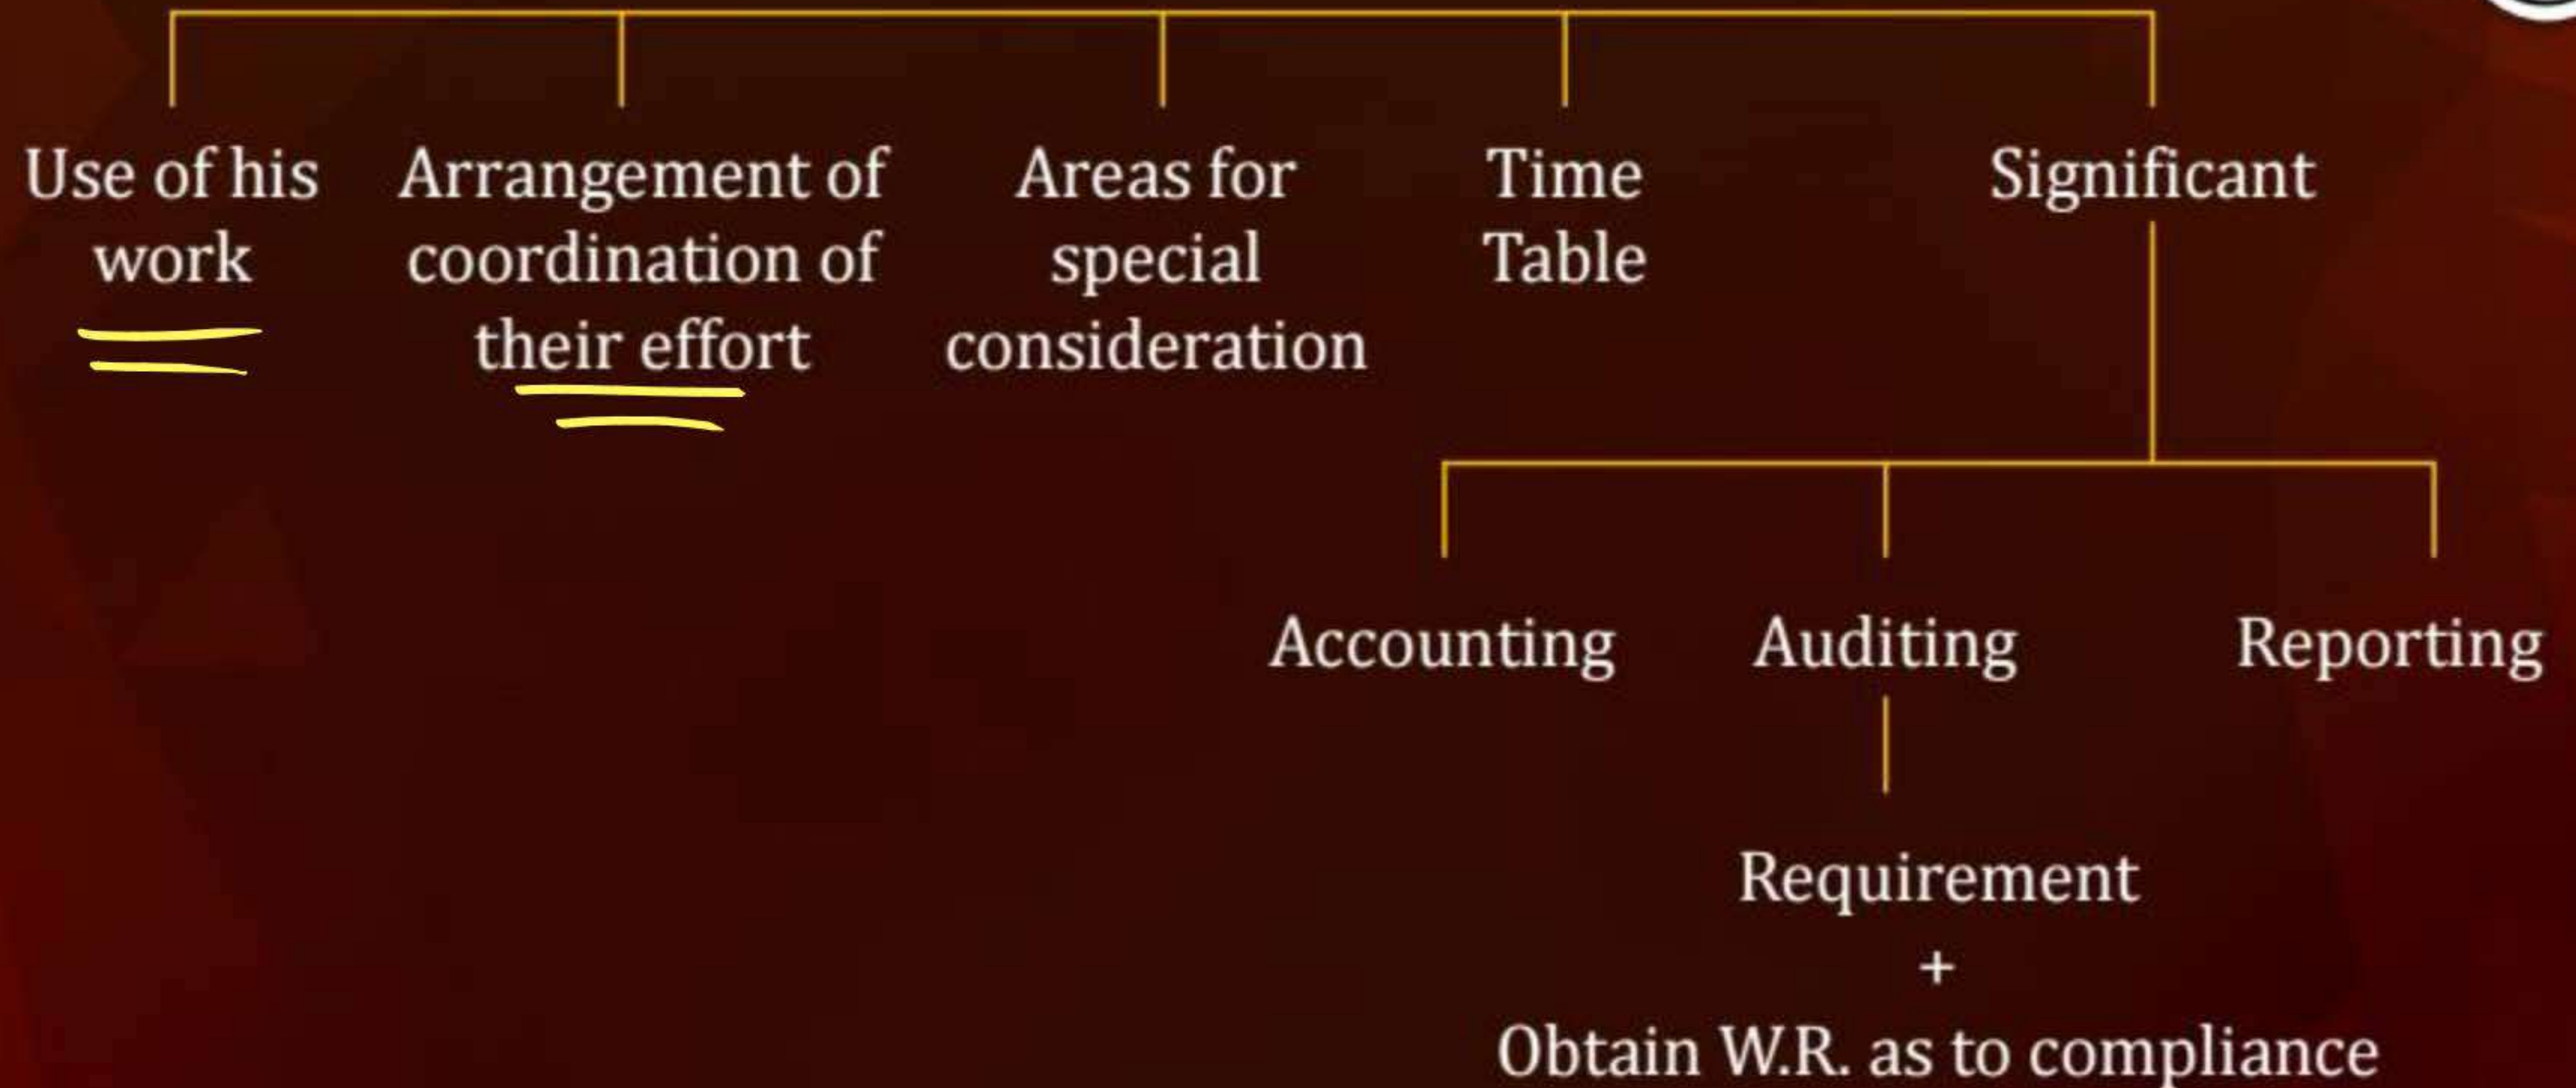 Use of his
work
Arrangement of
coordination of
their effort
Areas for
special
consideration
Time
Table
Significant
Accounting
Auditing
Reporting
Requirement
+
Obtain W.R. as to compliance